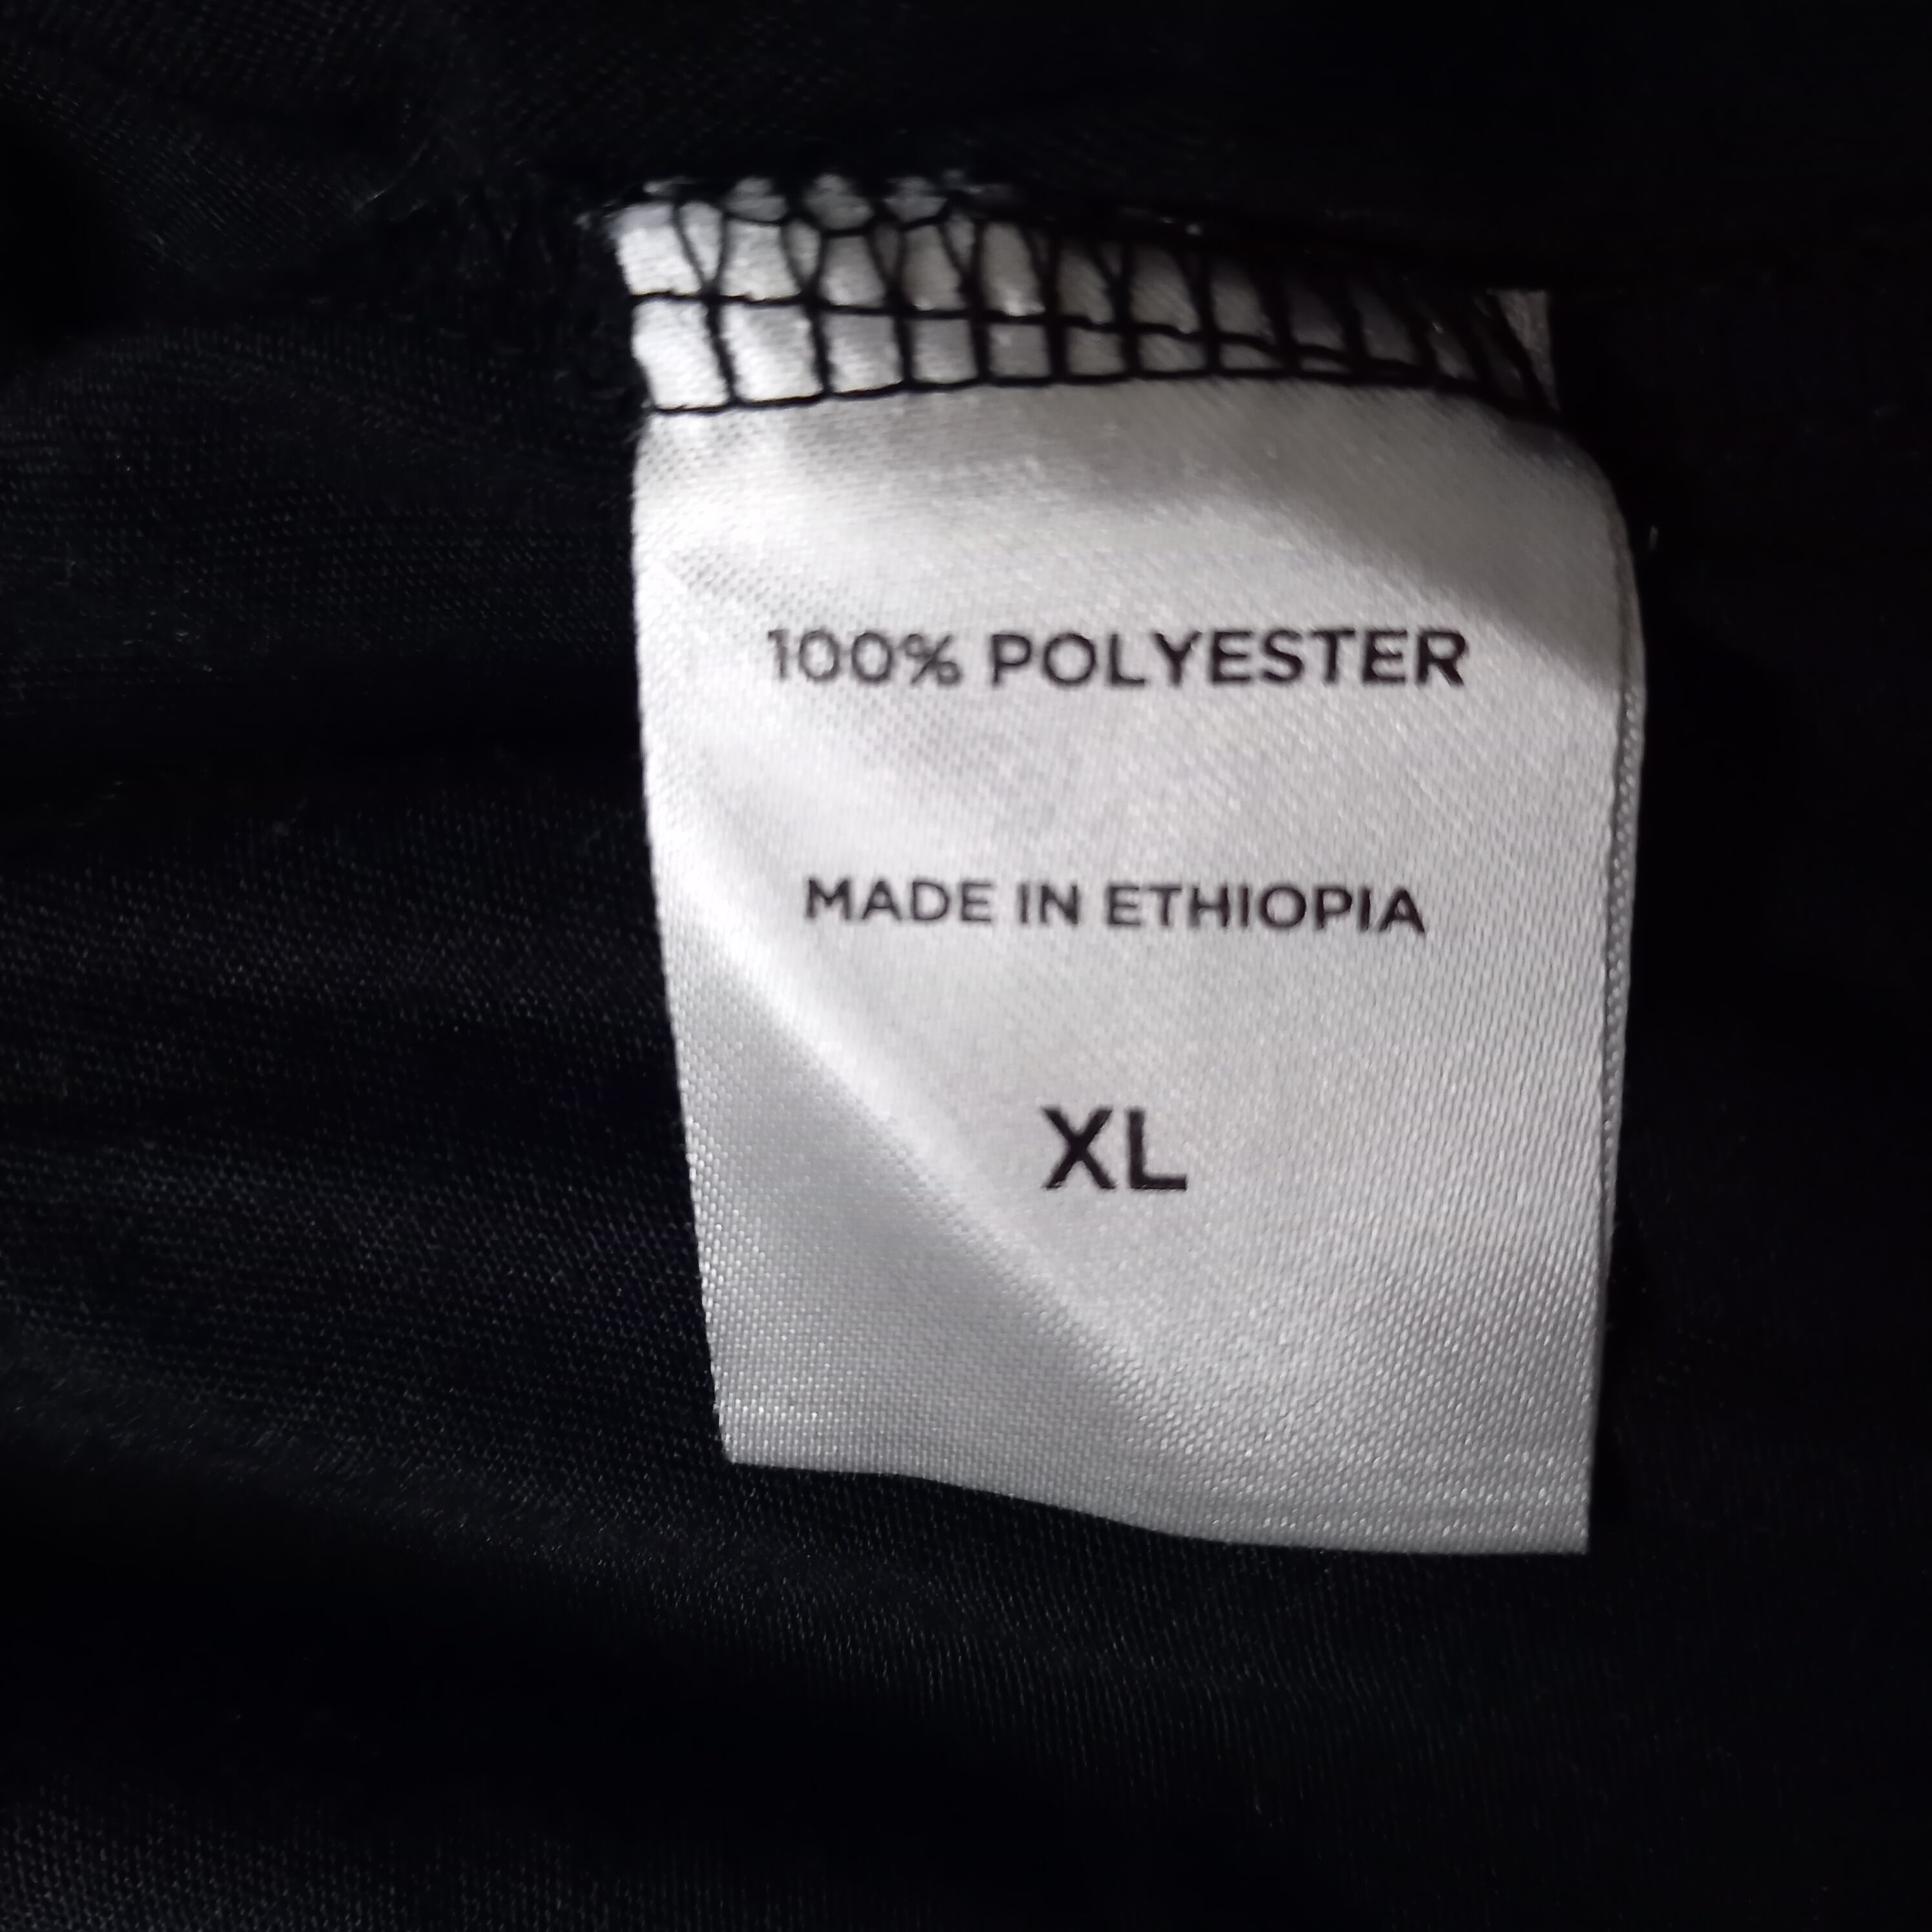 100% POLYESTER
MADE IN ETHIOPIA
XL